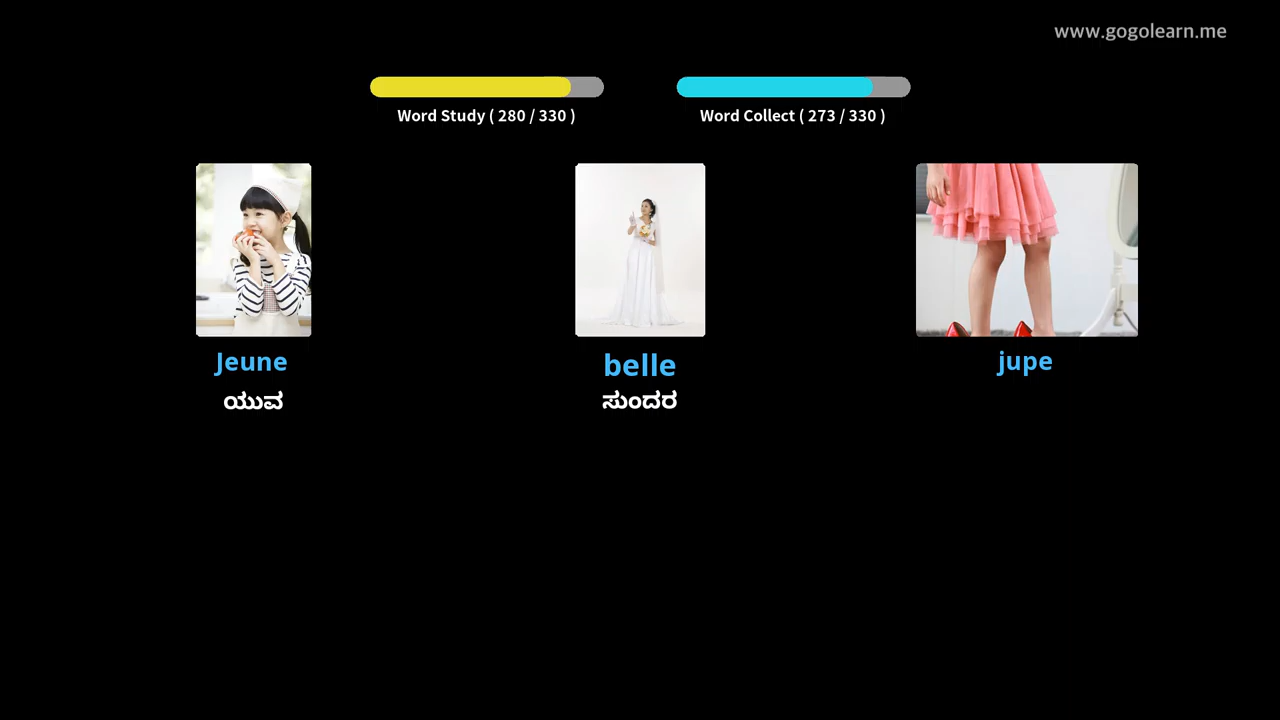 www.gogolearn.me
Word Study ( 280 / 330 )
Word Collect ( 273 / 330 )
Jeune
belle
jupe
ಯುವ
ಸುಂದರ